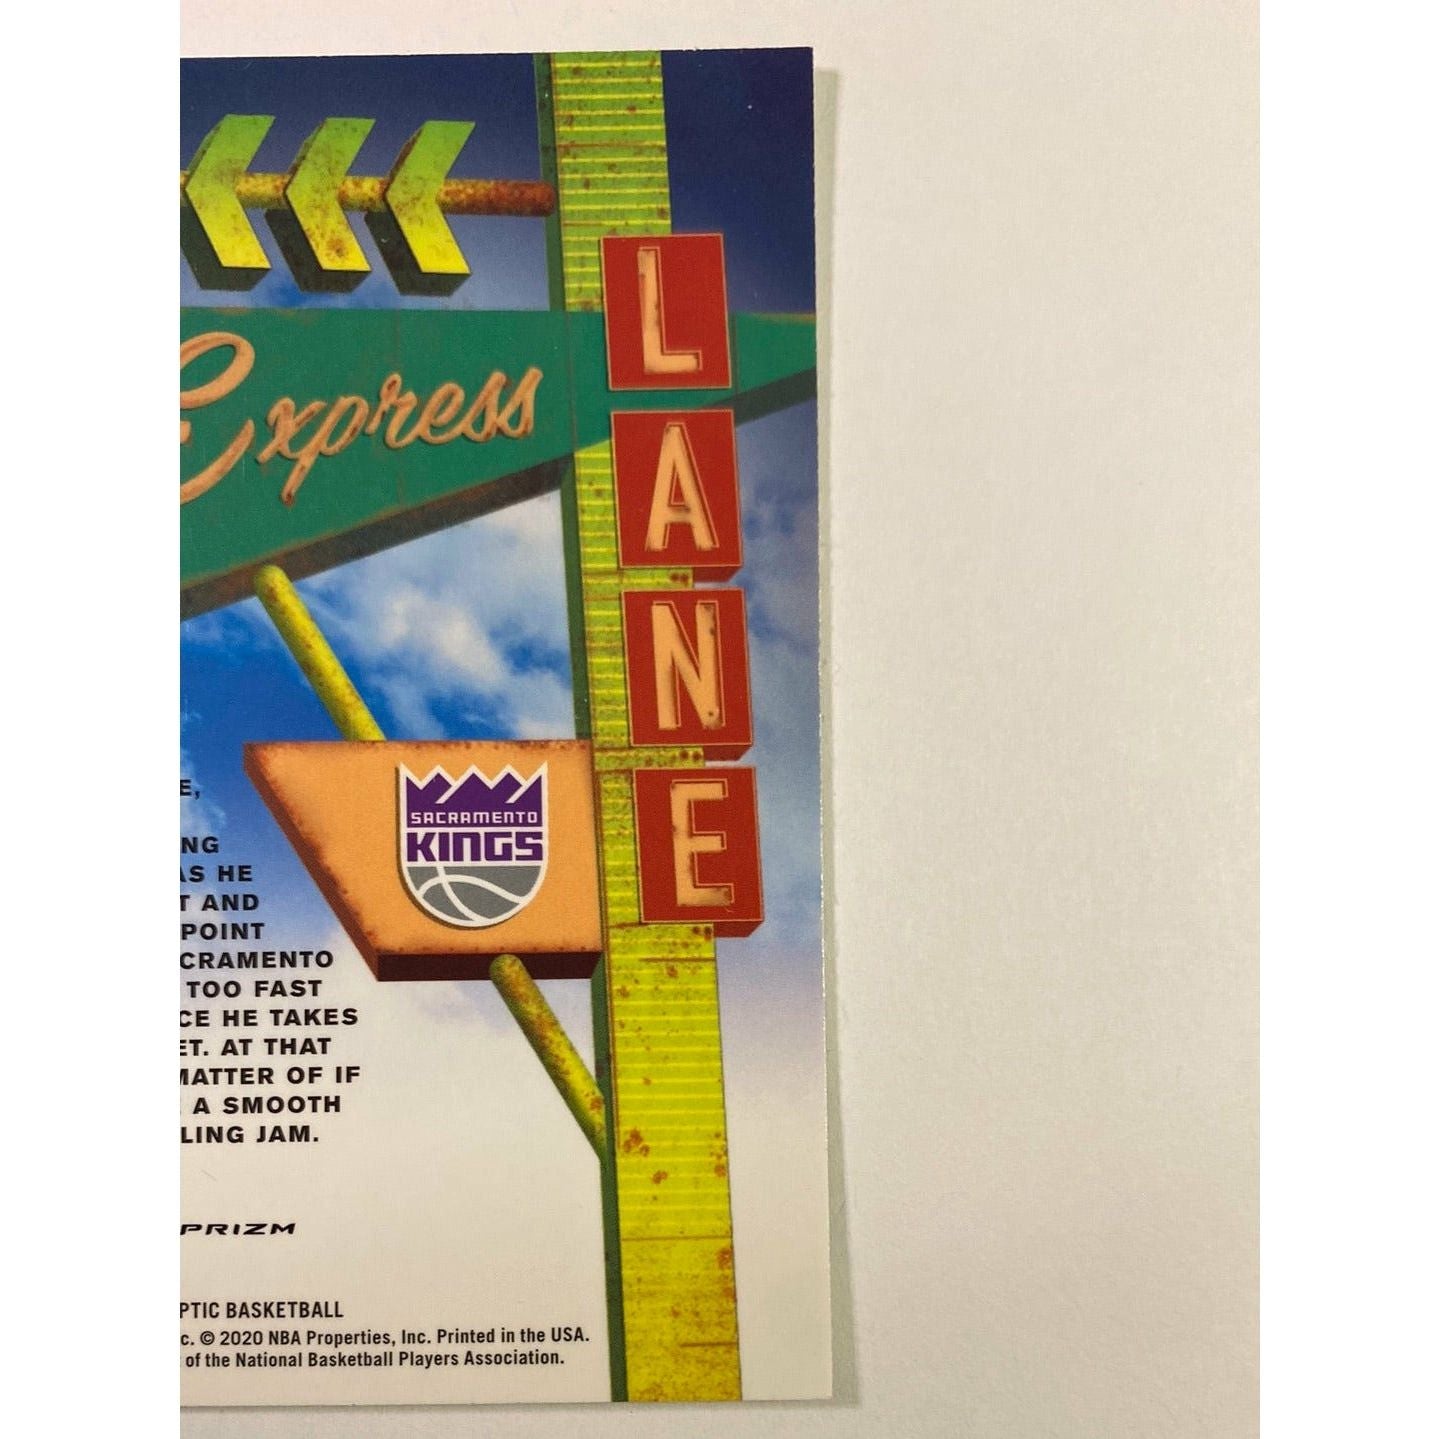 Express
LANE
SACRAMENTO
KINGS
E,
NG
AS HE
T AND
POINT
CRAMENTO
TOO FAST
CE HE TAKES
ET. AT THAT
MATTER OF IF
A SMOOTH
LING JAM.
PRIZM
PTIC BASKETBALL
c. © 2020 NBA Properties, Inc. Printed in the USA.
of the National Basketball Players Association.